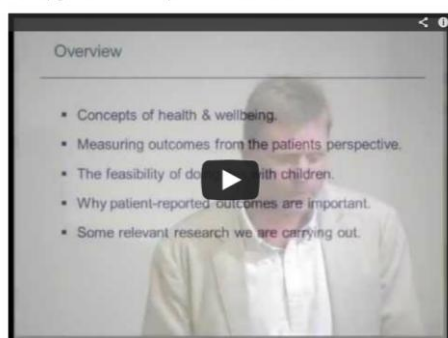 Overview
▪ Concepts of health & wellbeing.
▪ Measuring outcomes from the patients perspective.
▪ The feasibility of doing with children.
▪ Why patient-reported outcomes are important.
▪ Some relevant research we are carrying out.